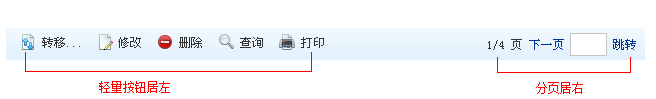 转移... 修改 删除 查询 打印 1/4 页 下一页 跳转
轻量按钮居左 分页居右